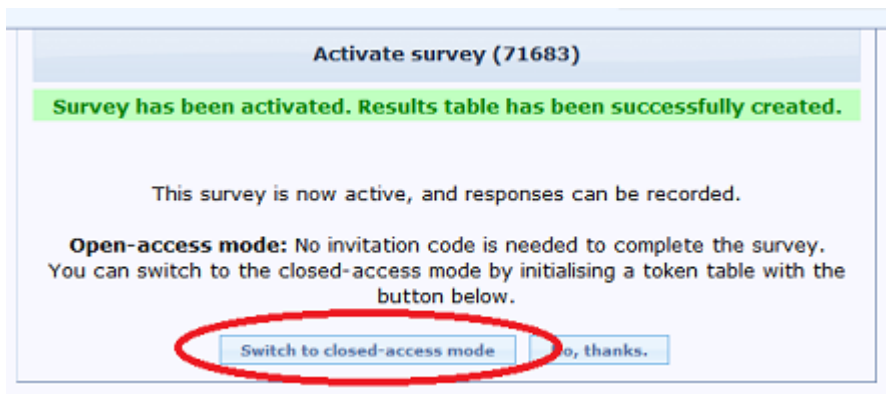 Activate survey (71683)
Survey has been activated. Results table has been successfully created.
This survey is now active, and responses can be recorded.
Open-access mode: No invitation code is needed to complete the survey.
You can switch to the closed-access mode by initialising a token table with the
button below.
Switch to closed-access mode No, thanks.